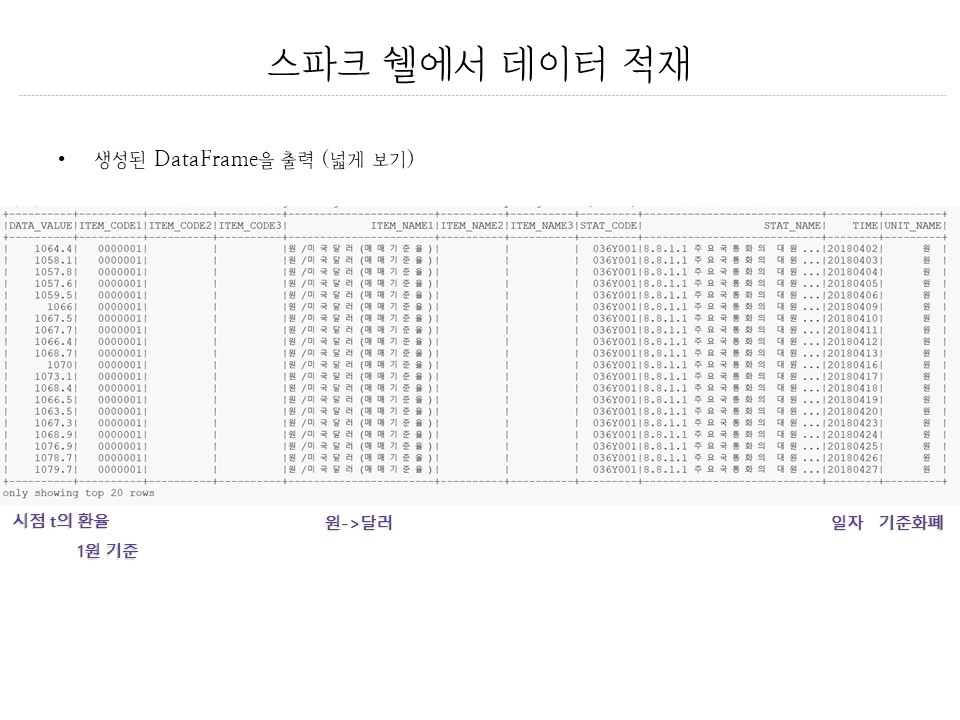 스파크 쉘에서 데이터 적재
• 생성된 DataFrame을 출력 (넓게 보기)
+----------+----------+----------+----------+--------------------+----------+----------+---------+--------------------+--------+---------+
|DATA_VALUE|ITEM_CODE1|ITEM_CODE2|ITEM_CODE3| ITEM_NAME1|ITEM_NAME2|ITEM_NAME3|STAT_CODE| STAT_NAME| TIME|UNIT_NAME|
+----------+----------+----------+----------+--------------------+----------+----------+---------+--------------------+--------+---------+
| 1064.4| 0000001| | |원/미국달러(매매기준율)| | | 036Y001|8.8.1.1 주요국통화의 대원...|20180402| 원 |
| 1058.1| 0000001| | |원/미국달러(매매기준율)| | | 036Y001|8.8.1.1 주요국통화의 대원...|20180403| 원 |
| 1057.8| 0000001| | |원/미국달러(매매기준율)| | | 036Y001|8.8.1.1 주요국통화의 대원...|20180404| 원 |
| 1057.6| 0000001| | |원/미국달러(매매기준율)| | | 036Y001|8.8.1.1 주요국통화의 대원...|20180405| 원 |
| 1059.5| 0000001| | |원/미국달러(매매기준율)| | | 036Y001|8.8.1.1 주요국통화의 대원...|20180406| 원 |
| 1066| 0000001| | |원/미국달러(매매기준율)| | | 036Y001|8.8.1.1 주요국통화의 대원...|20180409| 원 |
| 1067.5| 0000001| | |원/미국달러(매매기준율)| | | 036Y001|8.8.1.1 주요국통화의 대원...|20180410| 원 |
| 1067.7| 0000001| | |원/미국달러(매매기준율)| | | 036Y001|8.8.1.1 주요국통화의 대원...|20180411| 원 |
| 1066.4| 0000001| | |원/미국달러(매매기준율)| | | 036Y001|8.8.1.1 주요국통화의 대원...|20180412| 원 |
| 1068.7| 0000001| | |원/미국달러(매매기준율)| | | 036Y001|8.8.1.1 주요국통화의 대원...|20180413| 원 |
| 1070| 0000001| | |원/미국달러(매매기준율)| | | 036Y001|8.8.1.1 주요국통화의 대원...|20180416| 원 |
| 1073.1| 0000001| | |원/미국달러(매매기준율)| | | 036Y001|8.8.1.1 주요국통화의 대원...|20180417| 원 |
| 1068.4| 0000001| | |원/미국달러(매매기준율)| | | 036Y001|8.8.1.1 주요국통화의 대원...|20180418| 원 |
| 1066.5| 0000001| | |원/미국달러(매매기준율)| | | 036Y001|8.8.1.1 주요국통화의 대원...|20180419| 원 |
| 1063.5| 0000001| | |원/미국달러(매매기준율)| | | 036Y001|8.8.1.1 주요국통화의 대원...|20180420| 원 |
| 1067.3| 0000001| | |원/미국달러(매매기준율)| | | 036Y001|8.8.1.1 주요국통화의 대원...|20180423| 원 |
| 1068.9| 0000001| | |원/미국달러(매매기준율)| | | 036Y001|8.8.1.1 주요국통화의 대원...|20180424| 원 |
| 1076.9| 0000001| | |원/미국달러(매매기준율)| | | 036Y001|8.8.1.1 주요국통화의 대원...|20180425| 원 |
| 1078.7| 0000001| | |원/미국달러(매매기준율)| | | 036Y001|8.8.1.1 주요국통화의 대원...|20180426| 원 |
| 1079.7| 0000001| | |원/미국달러(매매기준율)| | | 036Y001|8.8.1.1 주요국통화의 대원...|20180427| 원 |
+----------+----------+----------+----------+--------------------+----------+----------+---------+--------------------+--------+---------+
only showing top 20 rows
시점 t의 환율 원->달러 일자 기준화폐
1원 기준